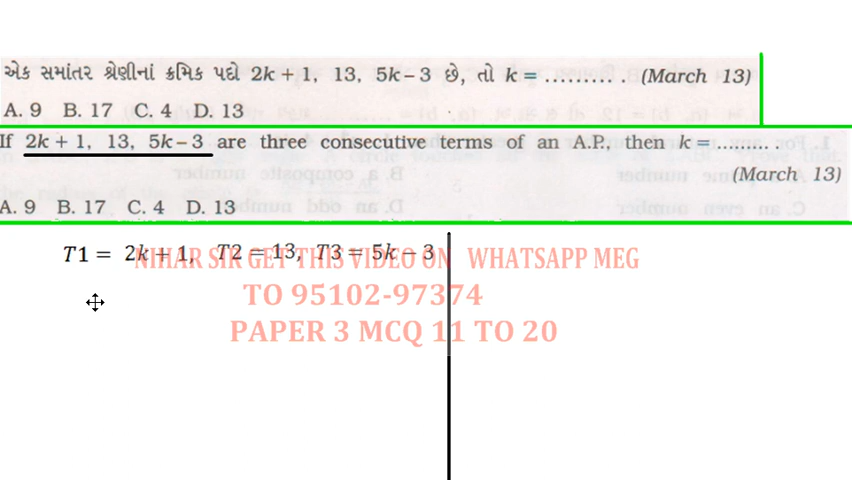 એક સમાંતર શ્રેણીનાં ક્રમિક પદો 2k + 1, 13, 5k – 3 છે, તો k = ......... . (March 13)
A. 9 B. 17 C. 4 D. 13
If 2k + 1, 13, 5k – 3 are three consecutive terms of an A.P., then k = ......... .
(March 13)
A. 9 B. 17 C. 4 D. 13
T1 = 2k + 1, T2 = 13, T3 = 5k − 3
NIHAR SIR GET THIS VIDEO ON WHATSAPP MEG
TO 95102-97374
PAPER 3 MCQ 11 TO 20